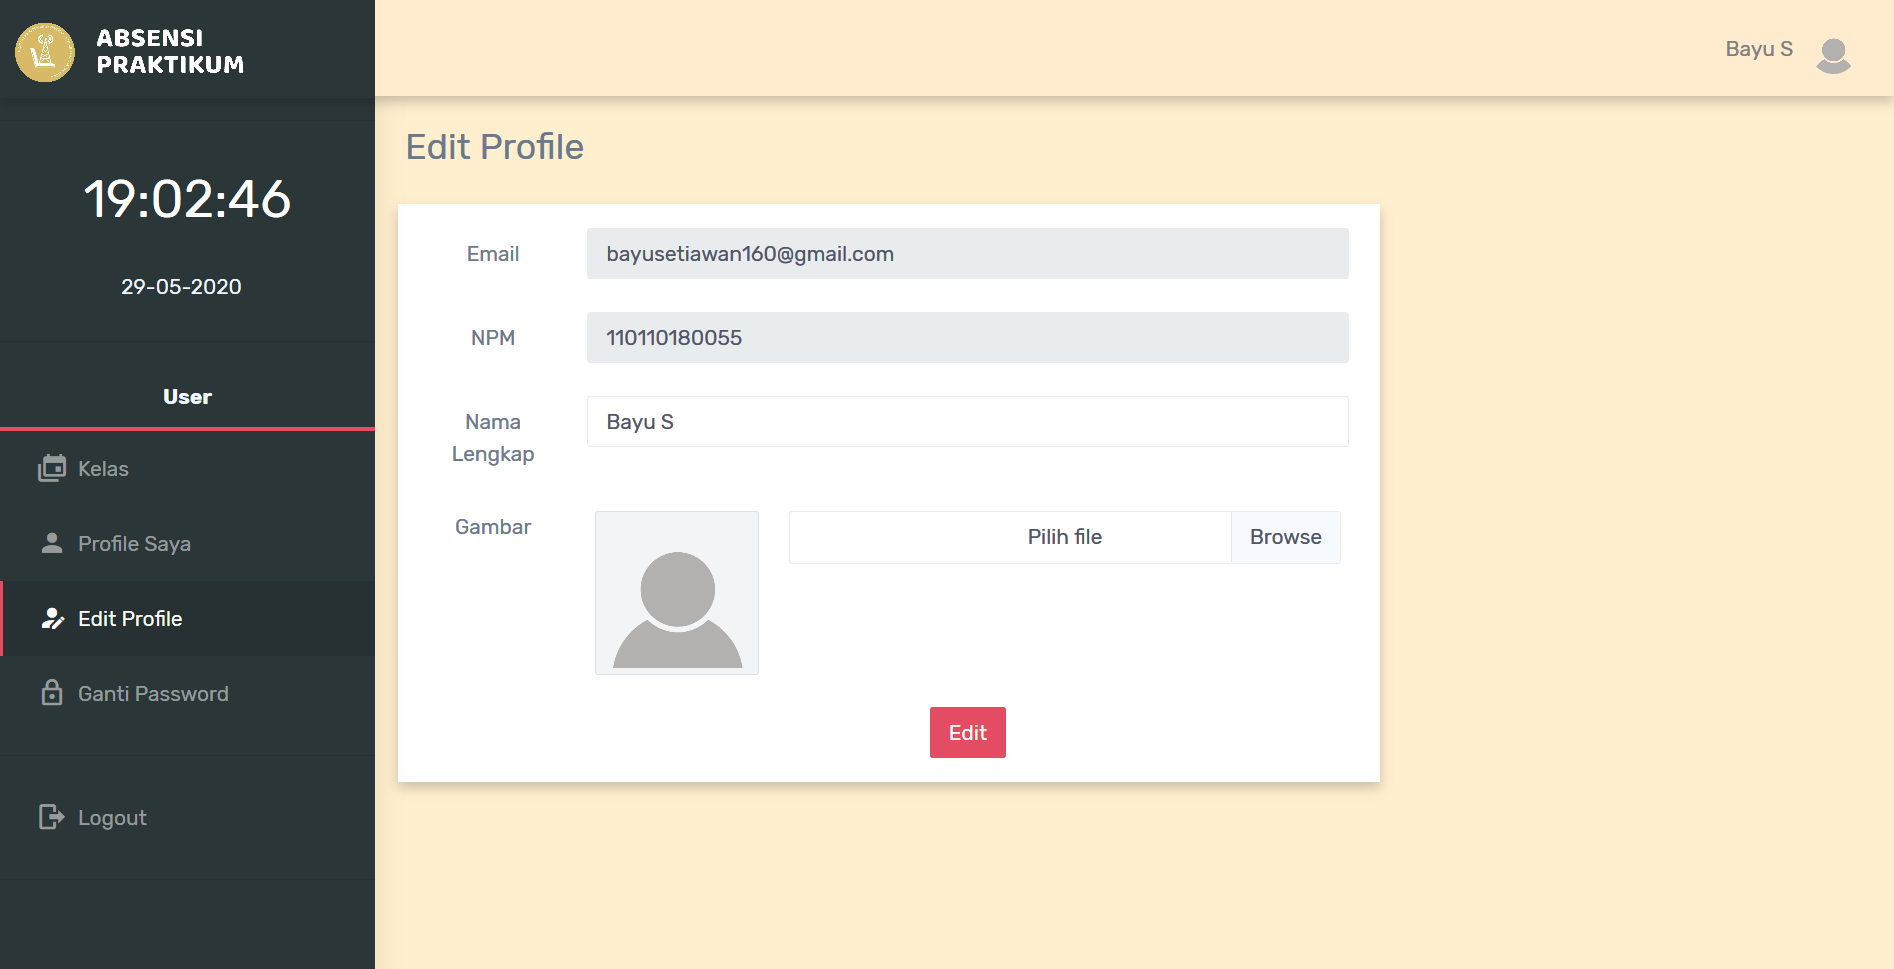 ABSENSI
PRAKTIKUM
Bayu S
19:02:46
29-05-2020
User
Kelas
Profile Saya
Edit Profile
Ganti Password
Logout
Edit Profile
Email
bayusetiawan160@gmail.com
NPM
110110180055
Nama
Lengkap
Bayu S
Gambar
Pilih file
Browse
Edit